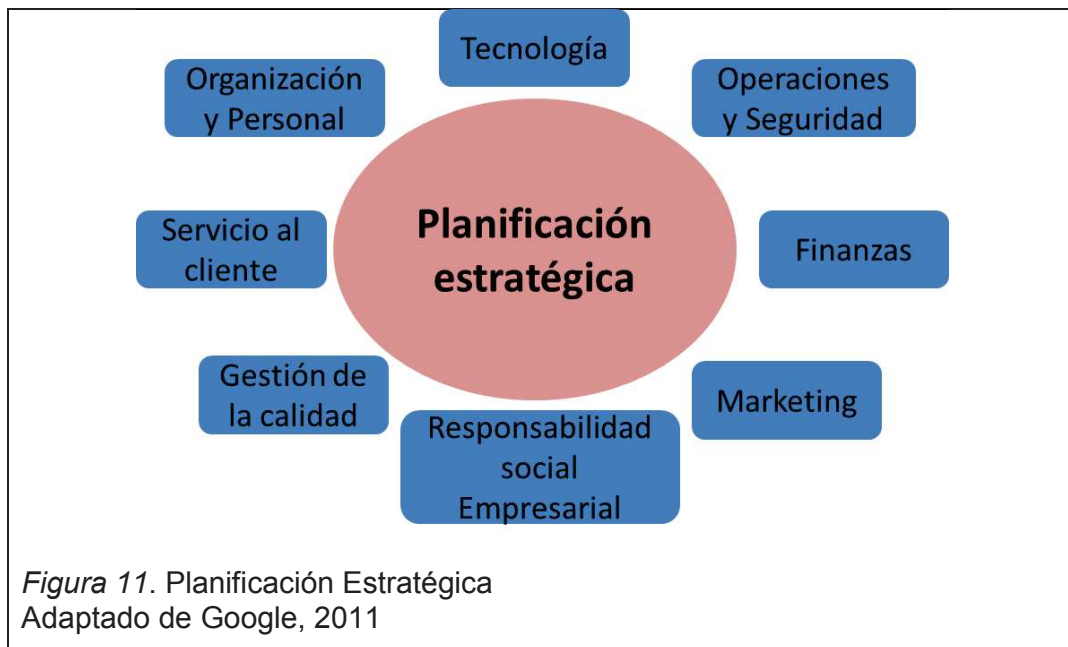 Tecnología
Organización
y Personal
Operaciones
y Seguridad
Servicio al
cliente
Planificación
estratégica
Finanzas
Gestión de
la calidad
Marketing
Responsabilidad
social
Empresarial
Figura 11. Planificación Estratégica
Adaptado de Google, 2011